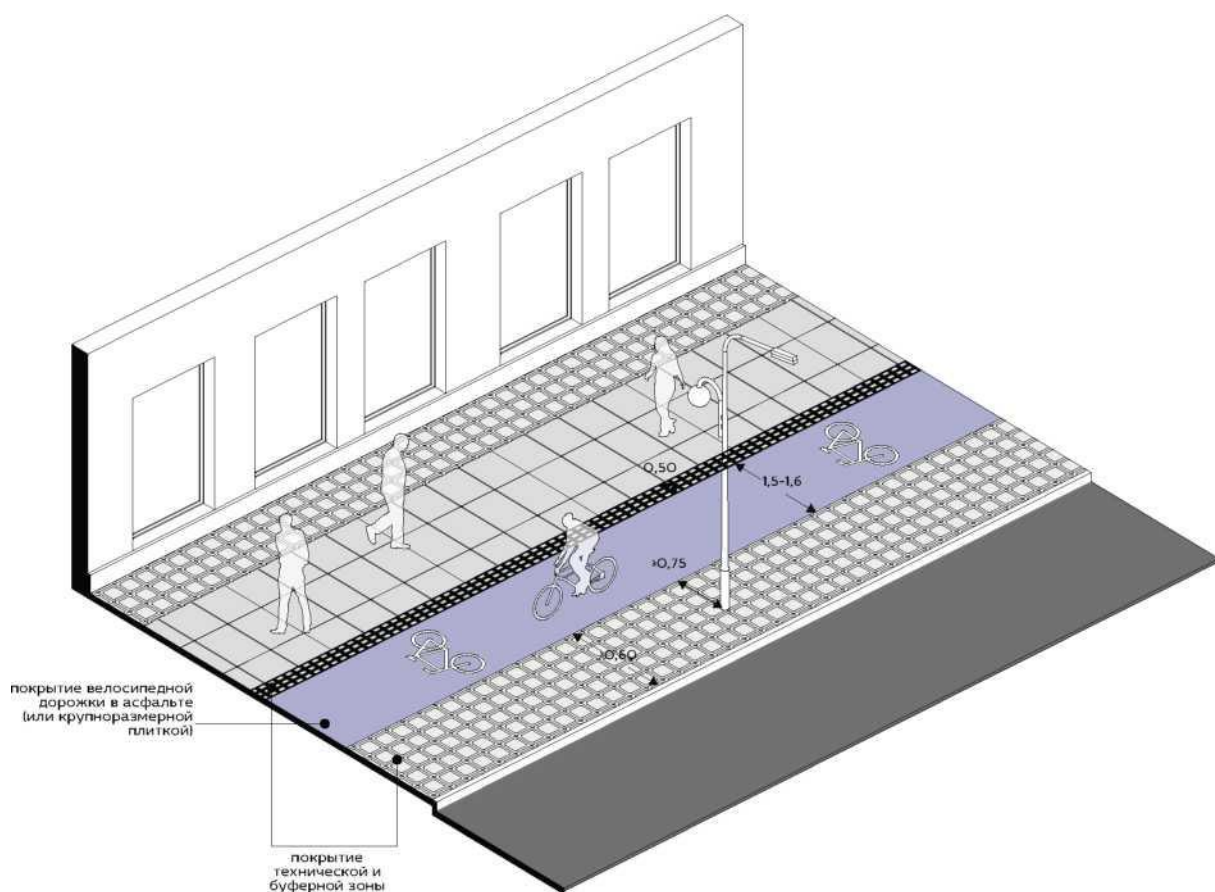 0,50
1,5-1,6
>0,75
>0,60
покрытие велосипедной
дорожки в асфальте
(или крупноразмерной
плиткой)
покрытие
технической и
буферной зоны